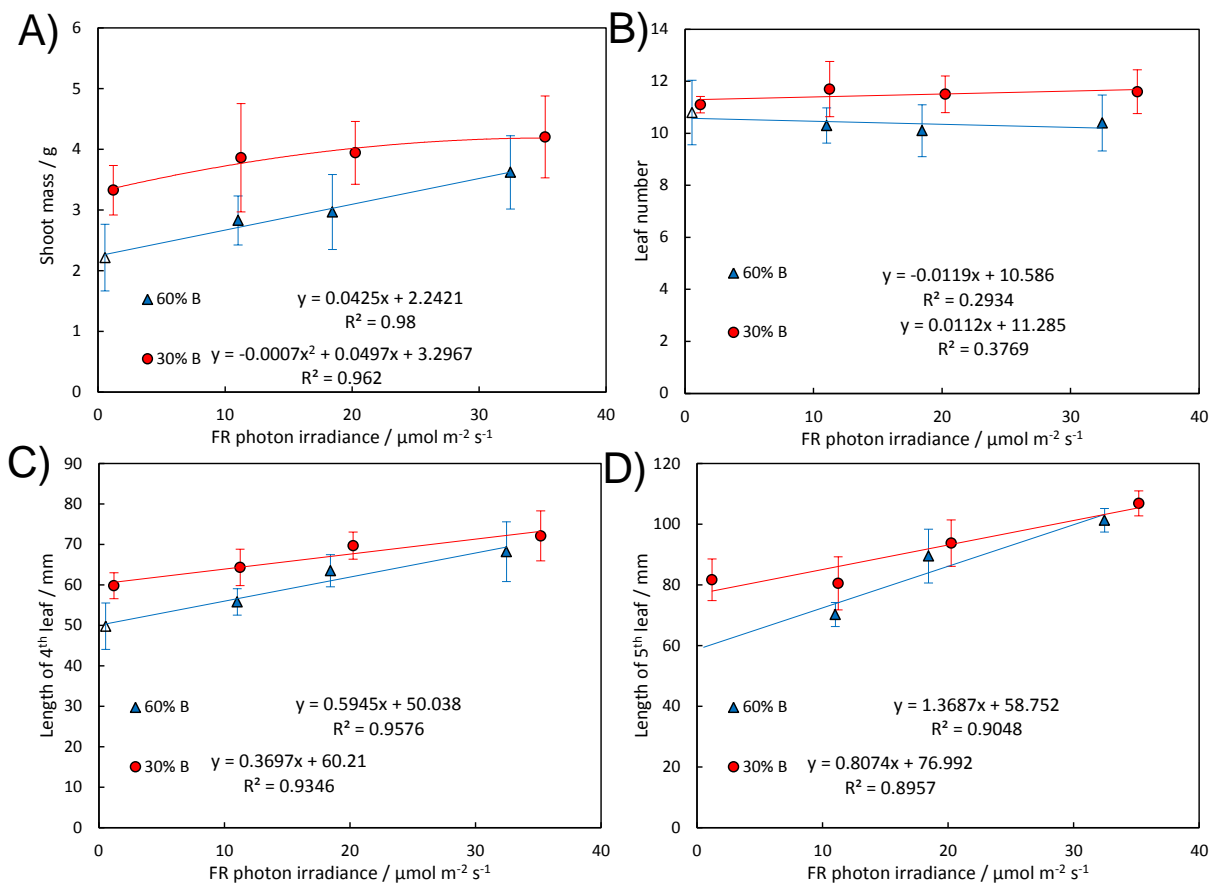 A)
Shoot mass / g
6
5
4
3
2
1
0
60% B
y = 0.0425x + 2.2421
R² = 0.98
30% B
y = -0.0007x² + 0.0497x + 3.2967
R² = 0.962
0 10 20 30 40
FR photon irradiance / µmol m⁻² s⁻¹
B)
Leaf number
14
12
10
8
6
4
2
0
60% B
y = -0.0119x + 10.586
R² = 0.2934
30% B
y = 0.0112x + 11.285
R² = 0.3769
0 10 20 30 40
FR photon irradiance / µmol m⁻² s⁻¹
C)
Length of 4ᵗʰ leaf / mm
90
80
70
60
50
40
30
20
10
0
60% B
y = 0.5945x + 50.038
R² = 0.9576
30% B
y = 0.3697x + 60.21
R² = 0.9346
0 10 20 30 40
FR photon irradiance / µmol m⁻² s⁻¹
D)
Length of 5ᵗʰ leaf / mm
120
100
80
60
40
20
0
60% B
y = 1.3687x + 58.752
R² = 0.9048
30% B
y = 0.8074x + 76.992
R² = 0.8957
0 10 20 30 40
FR photon irradiance / µmol m⁻² s⁻¹